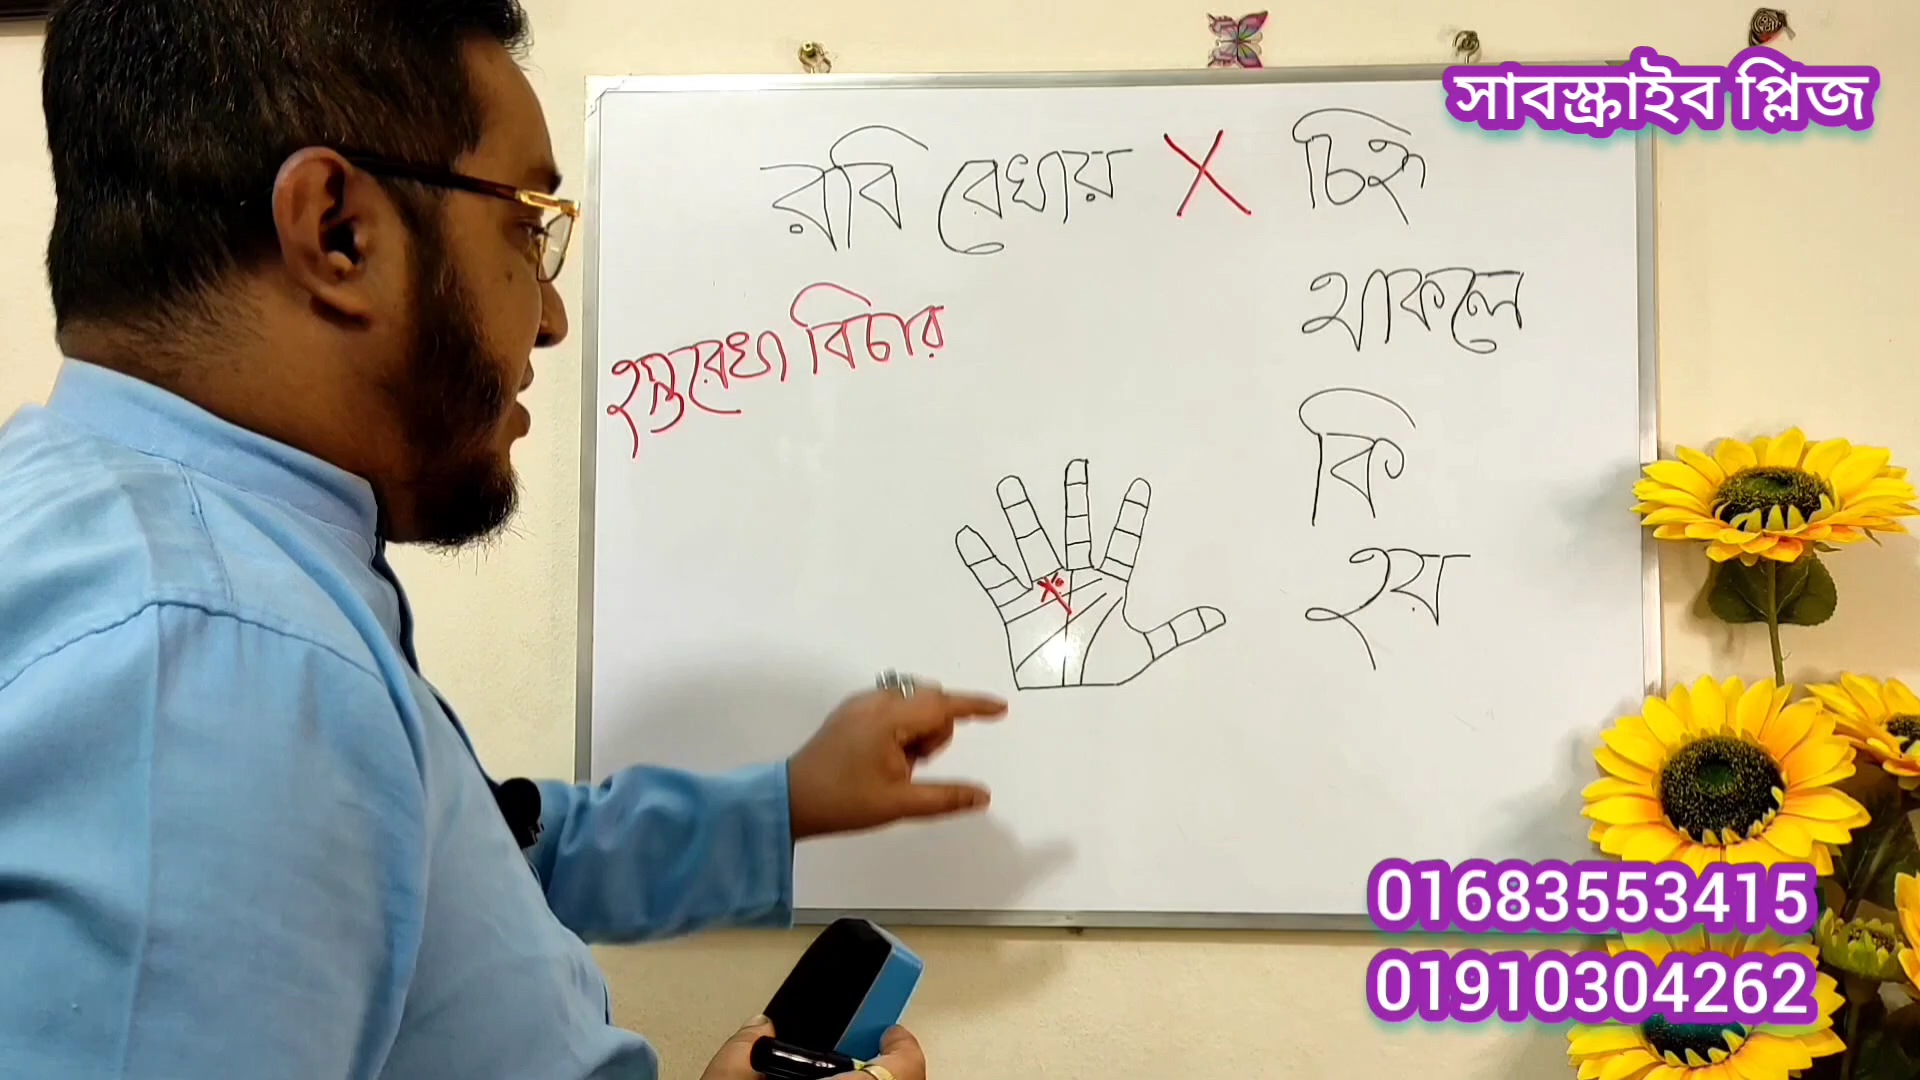 সাবস্ক্রাইব প্লিজ
রবি রেখায় X চিহ্ন
থাকলে
হস্তরেখা বিচার
কি
হয়
X
01683553415
01910304262